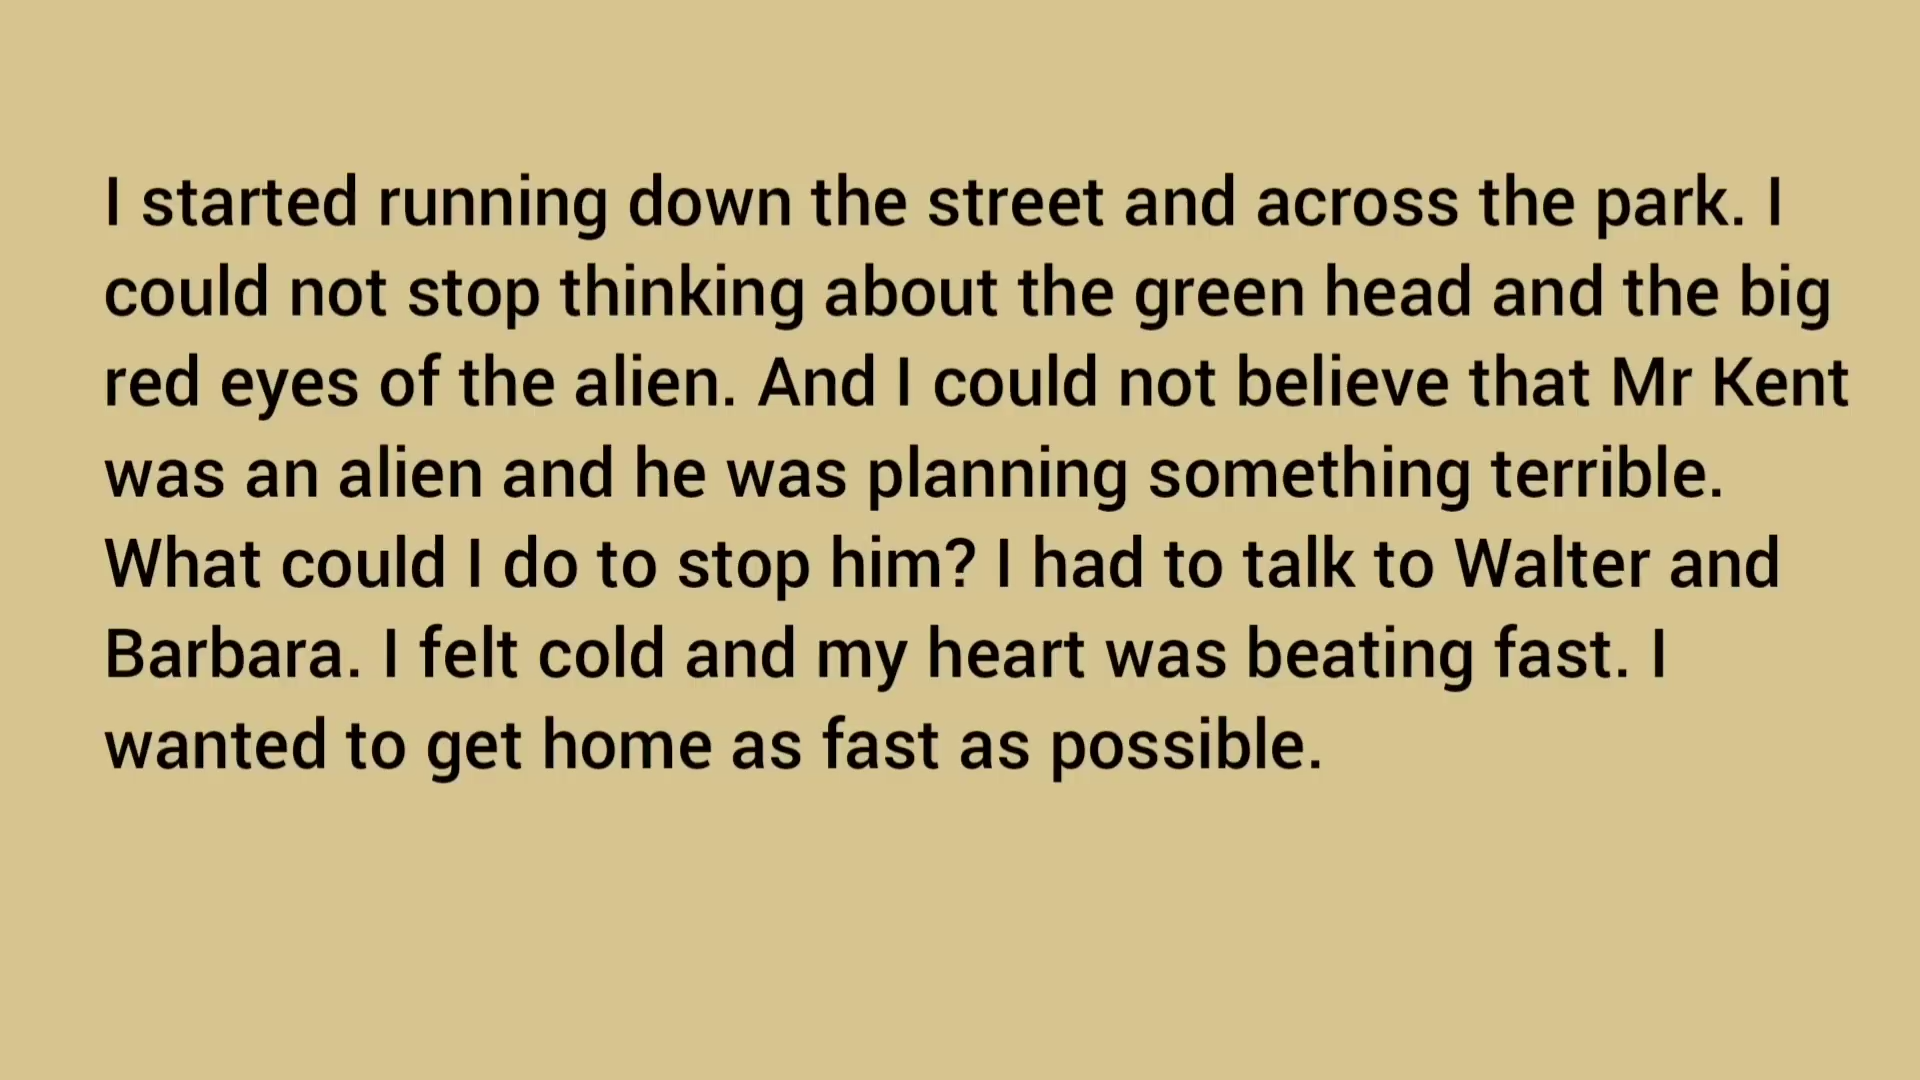 I started running down the street and across the park. I
could not stop thinking about the green head and the big
red eyes of the alien. And I could not believe that Mr Kent
was an alien and he was planning something terrible.
What could I do to stop him? I had to talk to Walter and
Barbara. I felt cold and my heart was beating fast. I
wanted to get home as fast as possible.